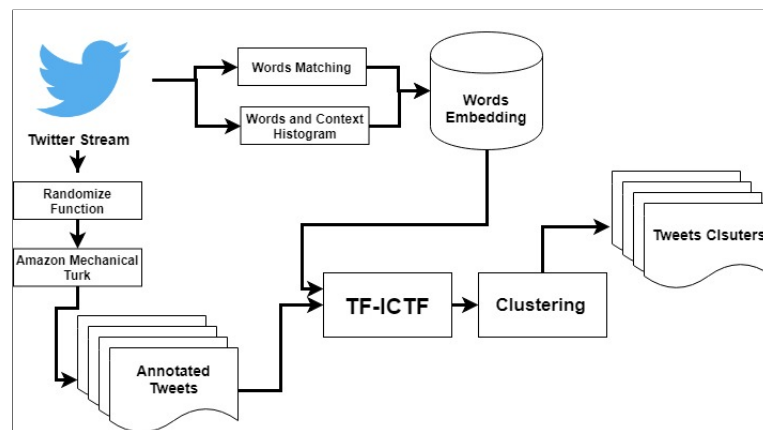 Words Matching
Words and Context
Histogram
Words
Embedding
Twitter Stream
Randomize
Function
Amazon Mechanical
Turk
Annotated
Tweets
TF-ICTF
Clustering
Tweets Clsuters